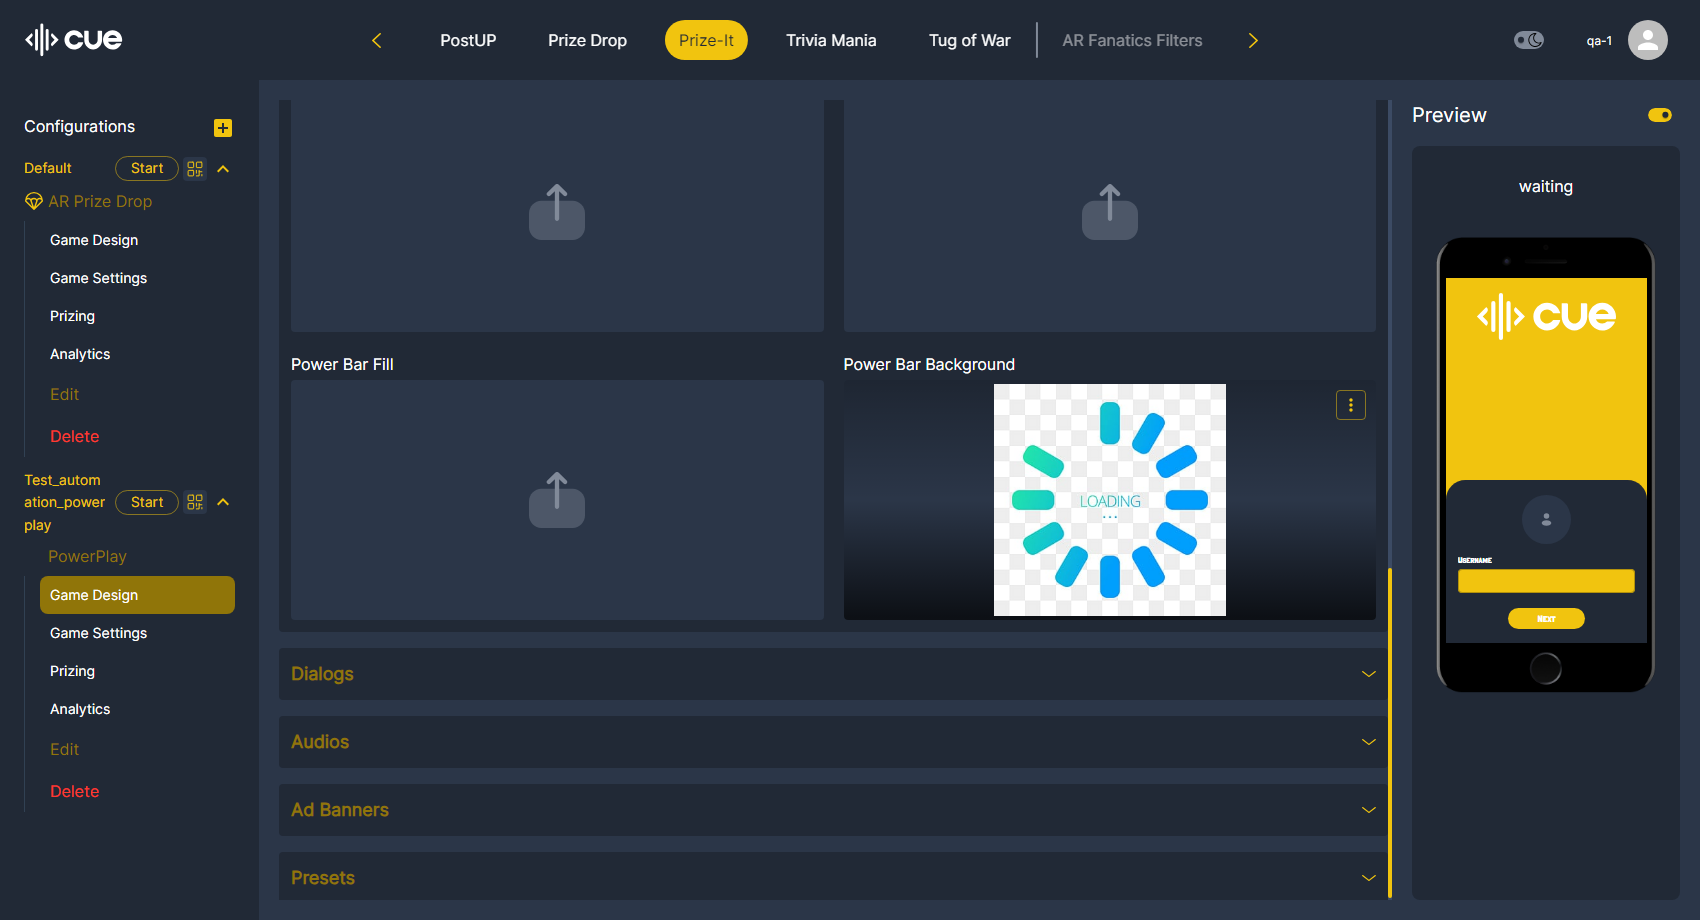 cue
PostUP
Prize Drop
Prize-It
Trivia Mania
Tug of War
AR Fanatics Filters
qa-1
Configurations
Default
Start
AR Prize Drop
Game Design
Game Settings
Prizing
Analytics
Edit
Delete
Test_autom
ation_power
play
Start
PowerPlay
Game Design
Game Settings
Prizing
Analytics
Edit
Delete
Power Bar Fill
Power Bar Background
LOADING
...
Dialogs
Audios
Ad Banners
Presets
Preview
waiting
cue
Username
Next